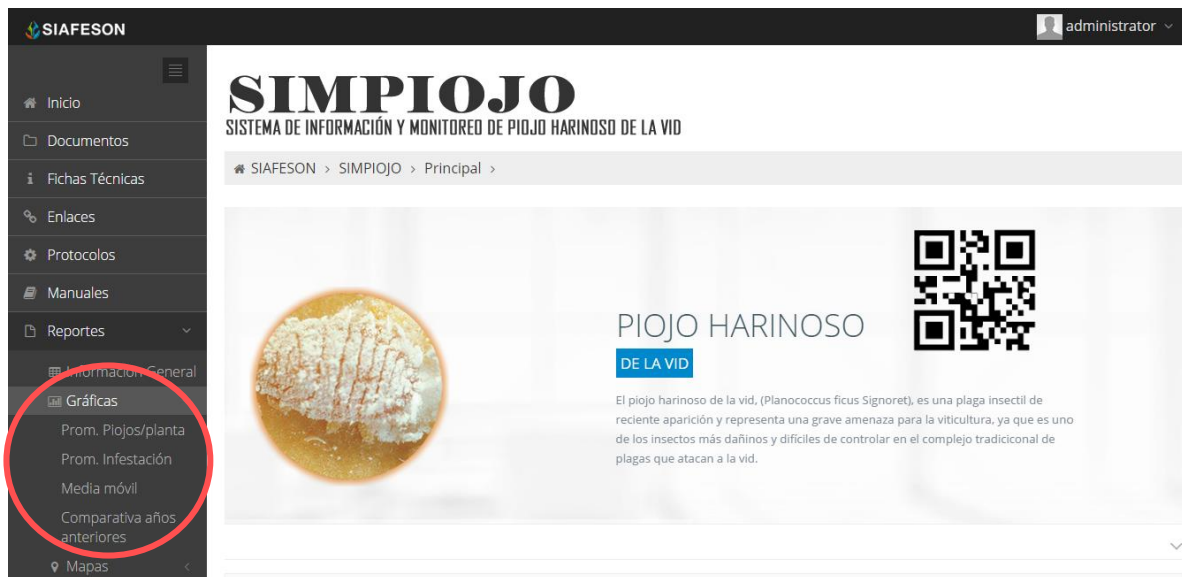 SIAFESON
administrator
Inicio
Documentos
Fichas Técnicas
Enlaces
Protocolos
Manuales
Reportes
Información General
Gráficas
Prom. Piojos/planta
Prom. Infestación
Media móvil
Comparativa años
anteriores
Mapas
SIMPIOJO
SISTEMA DE INFORMACIÓN Y MONITOREO DE PIOJO HARINOSO DE LA VID
SIAFESON > SIMPIOJO > Principal >
PIOJO HARINOSO
DE LA VID
El piojo harinoso de la vid, (Planococcus ficus Signoret), es una plaga insectil de
reciente aparición y representa una grave amenaza para la viticultura, ya que es uno
de los insectos más dañinos y difíciles de controlar en el complejo tradicicional de
plagas que atacan a la vid.